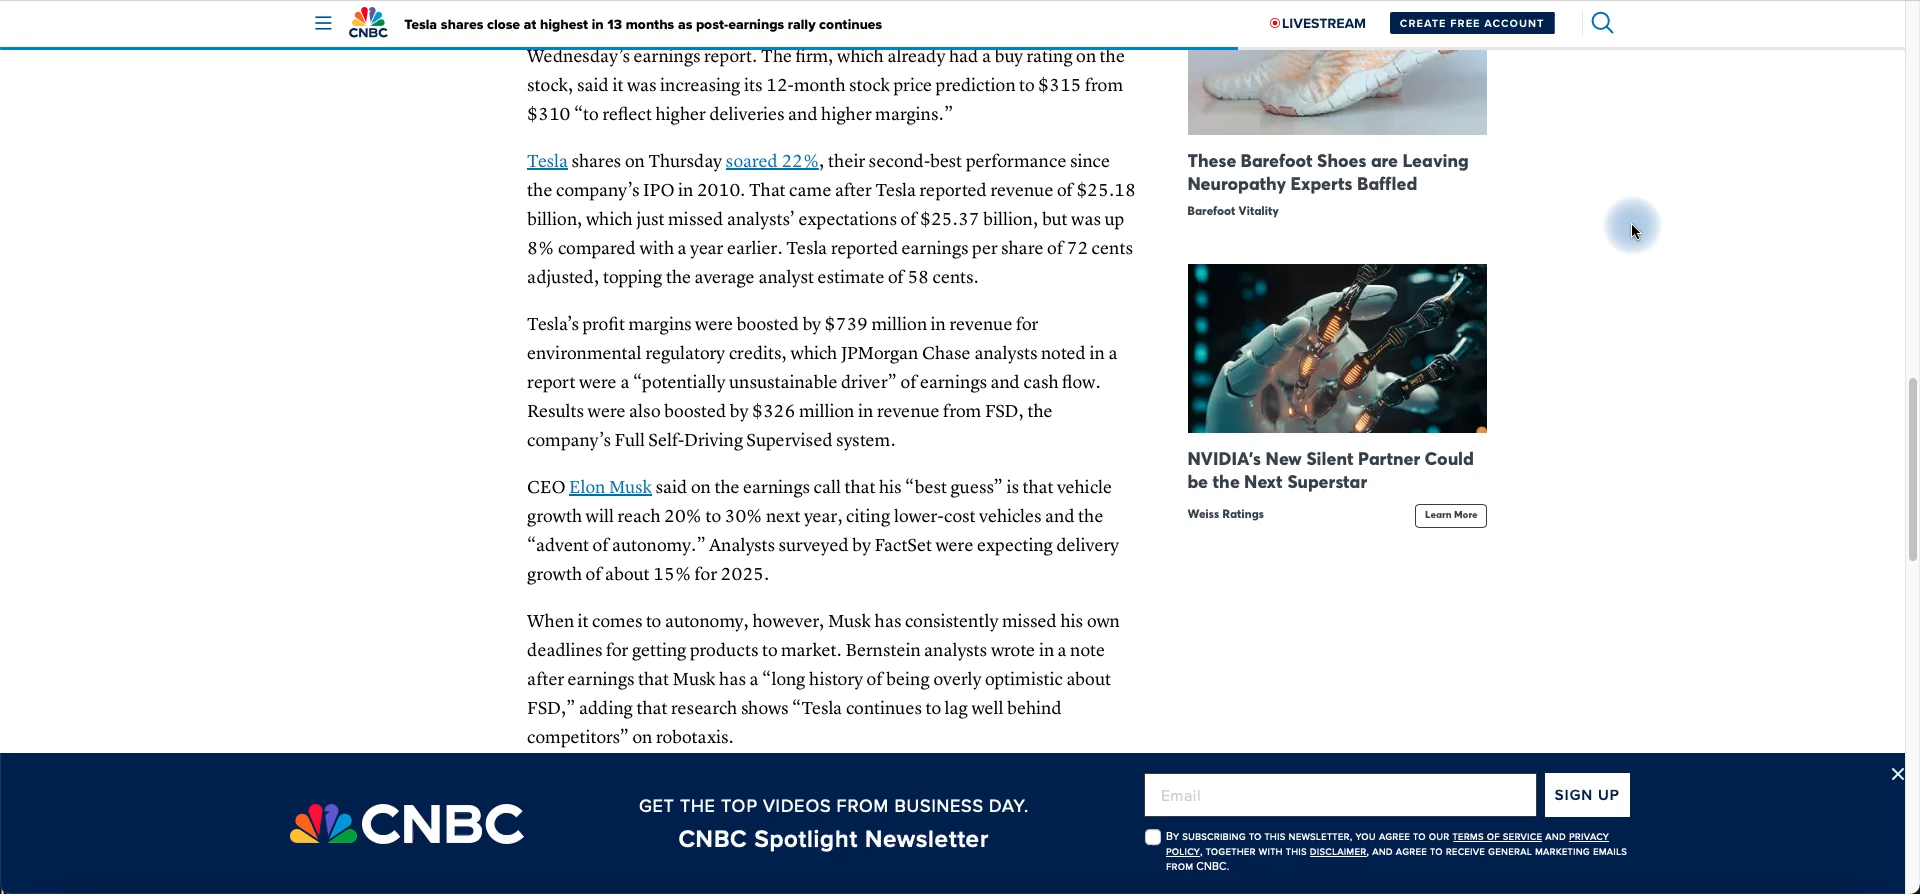 CNBC
Tesla shares close at highest in 13 months as post-earnings rally continues
LIVESTREAM
CREATE FREE ACCOUNT
Wednesday’s earnings report. The firm, which already had a buy rating on the
stock, said it was increasing its 12-month stock price prediction to $315 from
$310 “to reflect higher deliveries and higher margins.”
Tesla shares on Thursday soared 22%, their second-best performance since
the company’s IPO in 2010. That came after Tesla reported revenue of $25.18
billion, which just missed analysts’ expectations of $25.37 billion, but was up
8% compared with a year earlier. Tesla reported earnings per share of 72 cents
adjusted, topping the average analyst estimate of 58 cents.
Tesla’s profit margins were boosted by $739 million in revenue for
environmental regulatory credits, which JPMorgan Chase analysts noted in a
report were a “potentially unsustainable driver” of earnings and cash flow.
Results were also boosted by $326 million in revenue from FSD, the
company’s Full Self-Driving Supervised system.
CEO Elon Musk said on the earnings call that his “best guess” is that vehicle
growth will reach 20% to 30% next year, citing lower-cost vehicles and the
“advent of autonomy.” Analysts surveyed by FactSet were expecting delivery
growth of about 15% for 2025.
When it comes to autonomy, however, Musk has consistently missed his own
deadlines for getting products to market. Bernstein analysts wrote in a note
after earnings that Musk has a “long history of being overly optimistic about
FSD,” adding that research shows “Tesla continues to lag well behind
competitors” on robotaxis.
These Barefoot Shoes are Leaving
Neuropathy Experts Baffled
Barefoot Vitality
NVIDIA's New Silent Partner Could
be the Next Superstar
Weiss Ratings
Learn More
CNBC
GET THE TOP VIDEOS FROM BUSINESS DAY.
CNBC Spotlight Newsletter
Email
SIGN UP
BY SUBSCRIBING TO THIS NEWSLETTER, YOU AGREE TO OUR TERMS OF SERVICE AND PRIVACY
POLICY, TOGETHER WITH THIS DISCLAIMER, AND AGREE TO RECEIVE GENERAL MARKETING EMAILS
FROM CNBC.